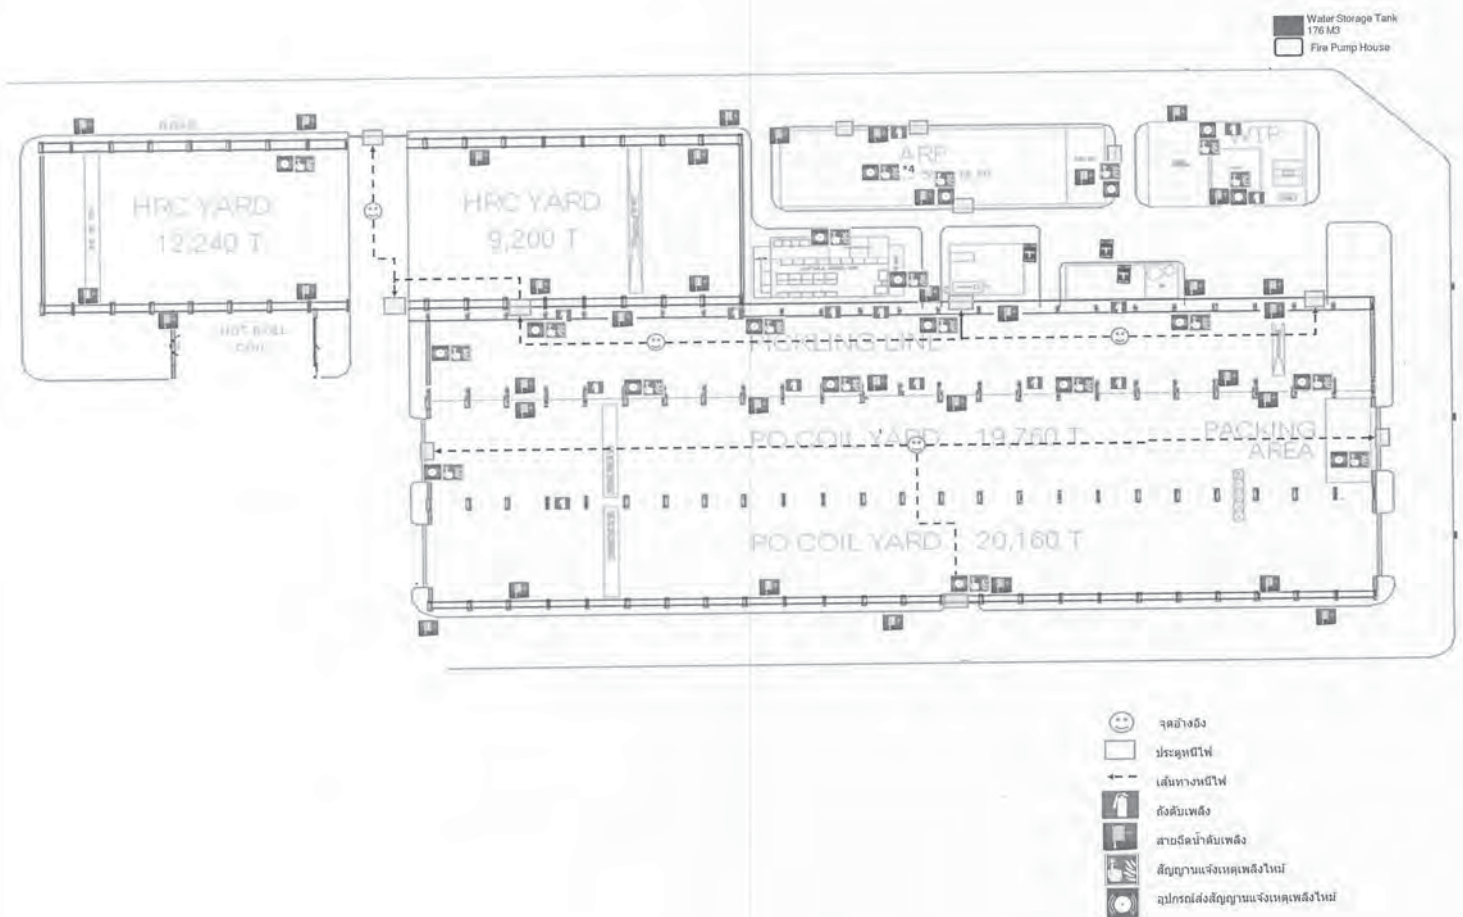 Water Storage Tank
176 M3
Fire Pump House
HRC YARD
12,240 T
HRC YARD
9,200 T
ARP
*4
WTP
HOT ROLL
COIL
PICKLING LINE
PO COIL YARD 19,760 T
PACKING
AREA
PO COIL YARD 20,160 T
จุดอ้างอิง
ประตูหนีไฟ
เส้นทางหนีไฟ
ถังดับเพลิง
สายฉีดน้ำดับเพลิง
สัญญานแจ้งเหตุเพลิงไหม้
อุปกรณ์ส่งสัญญานแจ้งเหตุเพลิงไหม้